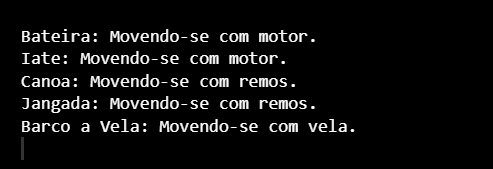 Bateira: Movendo-se com motor.
Iate: Movendo-se com motor.
Canoa: Movendo-se com remos.
Jangada: Movendo-se com remos.
Barco a Vela: Movendo-se com vela.